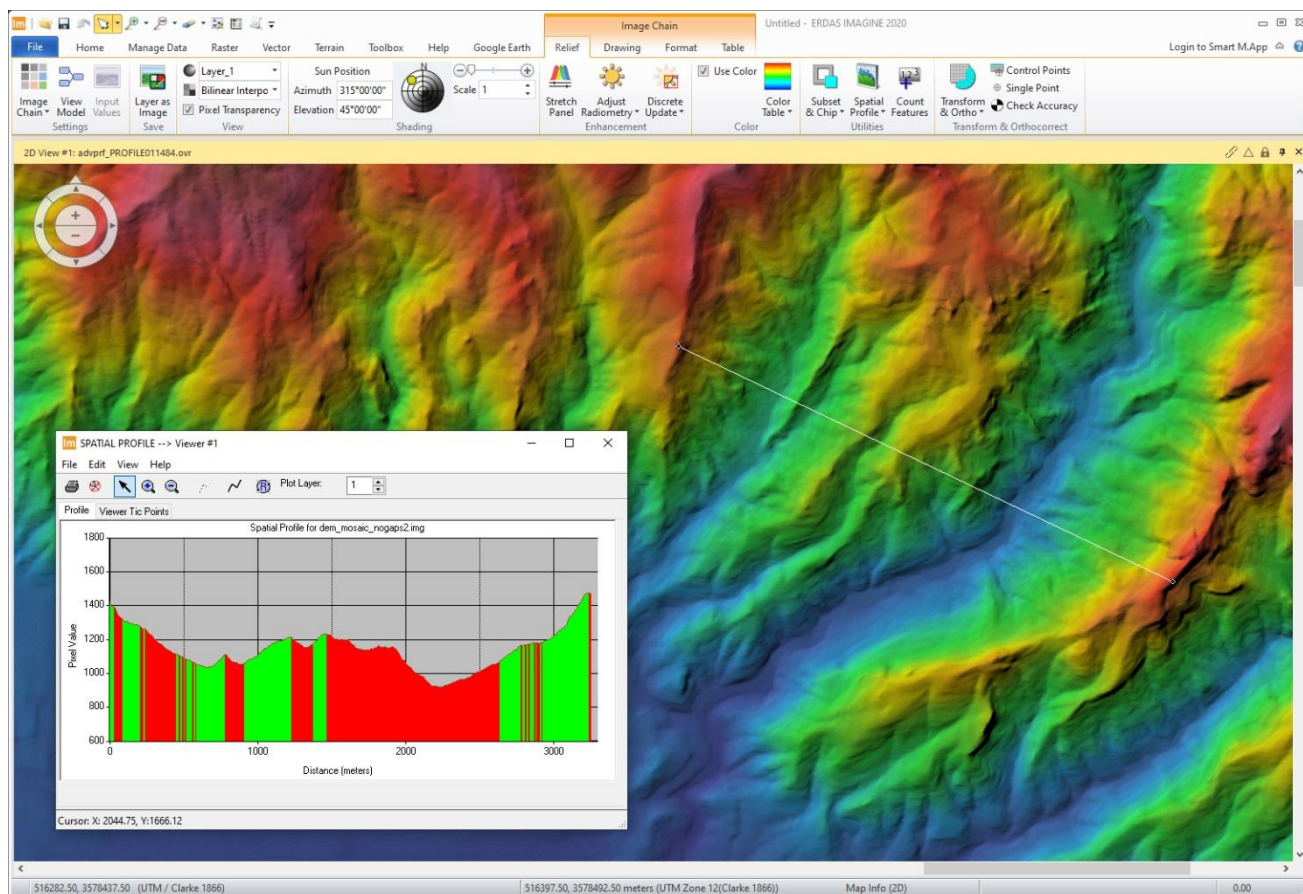 Image Chain
Untitled - ERDAS IMAGINE 2020
File Home Manage Data Raster Vector Terrain Toolbox Help Google Earth Relief Drawing Format Table Login to Smart M.App
Image Chain View Model Input Values
Settings
Layer as Image
Save
Layer_1
Bilinear Interpo
Pixel Transparency
View
Sun Position
Azimuth 315°00'00"
Elevation 45°00'00"
N
Scale 1
Shading
Stretch Panel Adjust Radiometry Discrete Update
Enhancement
Use Color
Color Table
Color
Subset & Chip Spatial Profile Count Features
Utilities
Transform & Ortho
Control Points
Single Point
Check Accuracy
Transform & Orthocorrect
2D View #1: advprf_PROFILE011484.ovr
SPATIAL PROFILE --> Viewer #1
File Edit View Help
Plot Layer: 1
Profile Viewer Tic Points
Spatial Profile for dem_mosaic_nogaps2.img
1800
1600
1400
1200
1000
800
600
Pixel Value
0 1000 2000 3000
Distance (meters)
Cursor: X: 2044.75, Y:1666.12
516282.50, 3578437.50 (UTM / Clarke 1866) 516397.50, 3578492.50 meters (UTM Zone 12(Clarke 1866)) Map Info (2D) 0.00